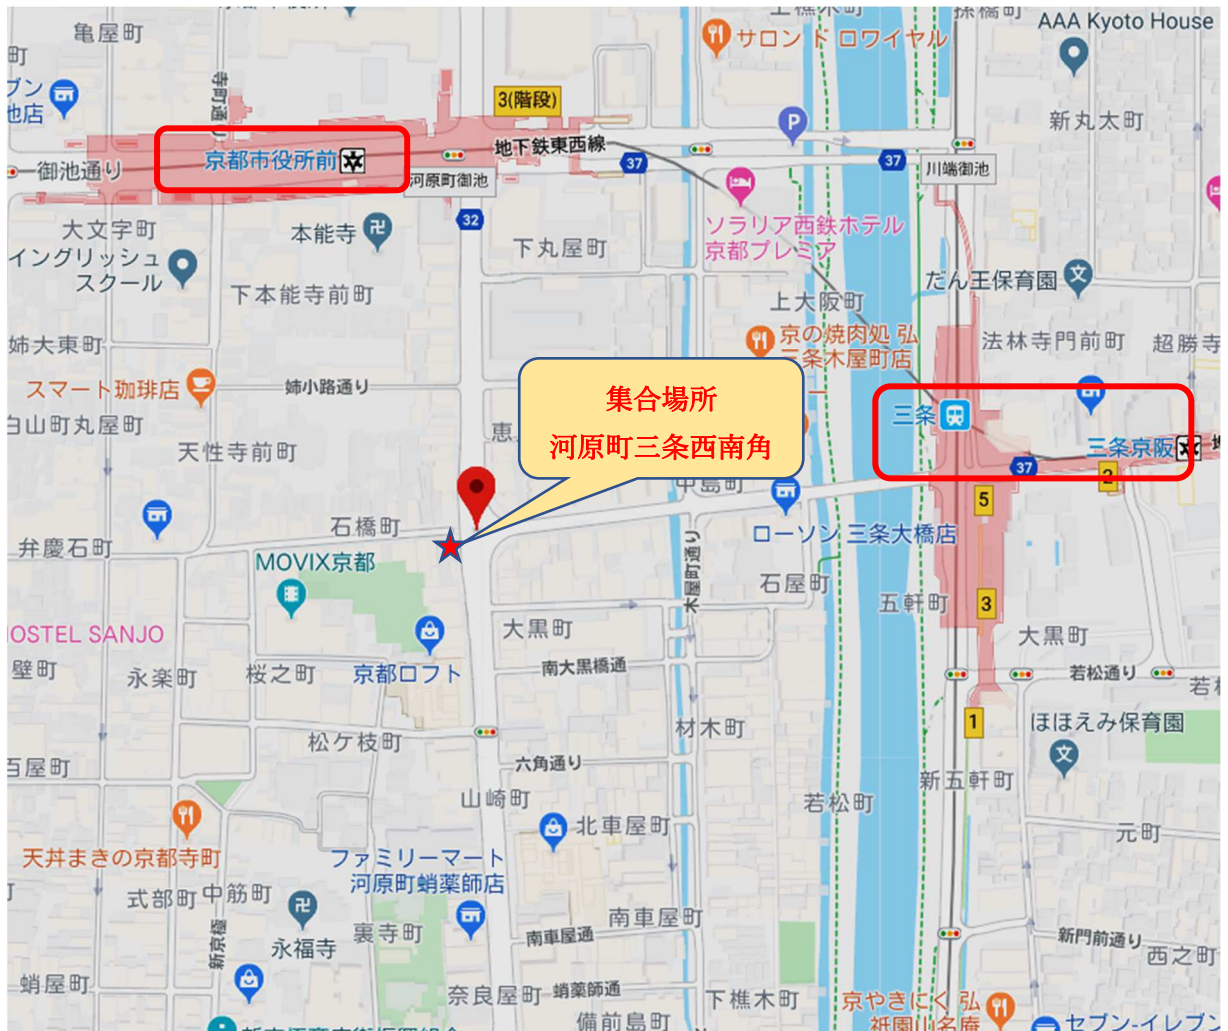 亀屋町
町
ブン
池店
寺町通り
3(階段)
サロン ド ロワイヤル
AAA Kyoto House
新丸太町
P
御池通り
京都市役所前
地下鉄東西線
37
37
河原町御池
川端御池
32
大文字町
イングリッシュ
スクール
本能寺
下丸屋町
ソラリア西鉄ホテル
京都プレミア
だん王保育園
下本能寺前町
上大阪町
姉大東町
京の焼肉処 弘
三条木屋町店
法林寺門前町
超勝寺
スマート珈琲店
姉小路通り
集合場所
河原町三条西南角
白山町丸屋町
恵
三条
三条京阪
天性寺前町
37
中島町
2
5
石橋町
ローソン 三条大橋店
弁慶石町
MOVIX京都
木屋町通り
石屋町
五軒町
3
HOSTEL SANJO
大黒町
大黒町
壁町
永楽町
桜之町
京都ロフト
南大黒橋通
若松通り
若
1
材木町
ほほえみ保育園
松ケ枝町
百屋町
六角通り
新五軒町
山崎町
若松町
北車屋町
元町
天丼まきの京都寺町
ファミリーマート
河原町蛸薬師店
式部町
中筋町
南車屋町
裏寺町
新京極
永福寺
南車屋通
新門前通り
西之町
蛸屋町
奈良屋町
蛸薬師通
下樵木町
京やきにく 弘
祇園山名庵
備前島町
セブン-イレブン